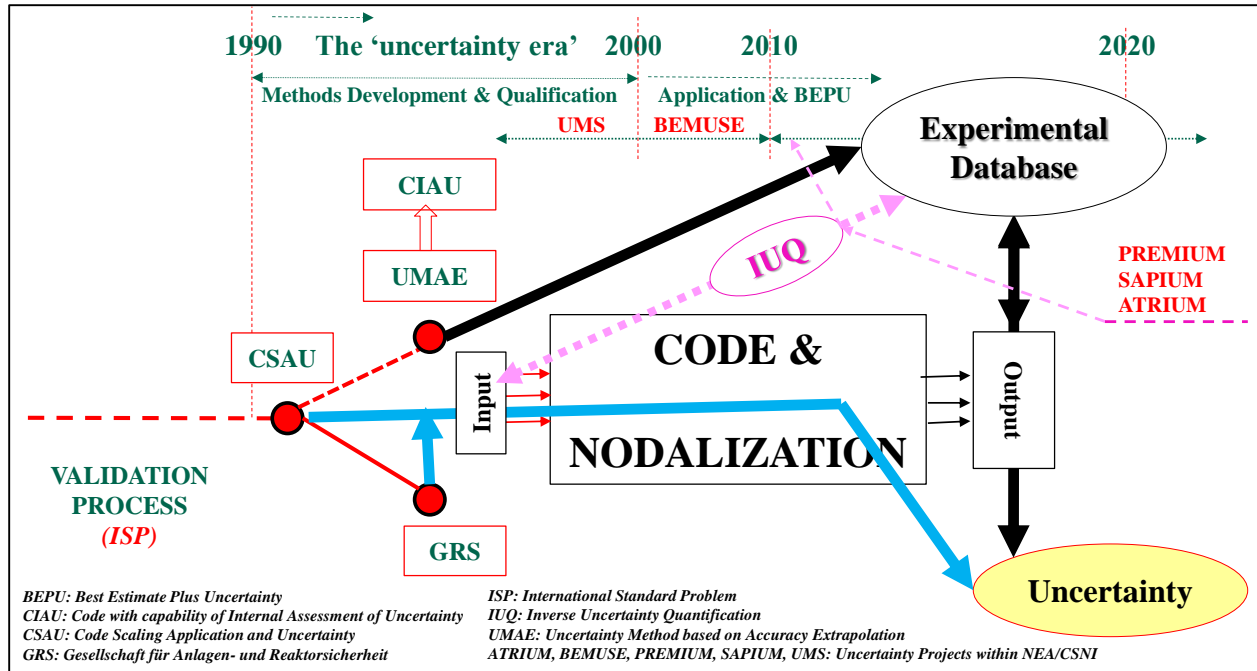 1990 The ‘uncertainty era’ 2000 2010 2020
Methods Development & Qualification
Application & BEPU
UMS BEMUSE
Experimental
Database
CIAU
UMAE
IUQ
PREMIUM
SAPIUM
ATRIUM
CSAU
Input
CODE &
NODALIZATION
Output
VALIDATION
PROCESS
(ISP)
GRS
Uncertainty
BEPU: Best Estimate Plus Uncertainty
CIAU: Code with capability of Internal Assessment of Uncertainty
CSAU: Code Scaling Application and Uncertainty
GRS: Gesellschaft für Anlagen- und Reaktorsicherheit
ISP: International Standard Problem
IUQ: Inverse Uncertainty Quantification
UMAE: Uncertainty Method based on Accuracy Extrapolation
ATRIUM, BEMUSE, PREMIUM, SAPIUM, UMS: Uncertainty Projects within NEA/CSNI